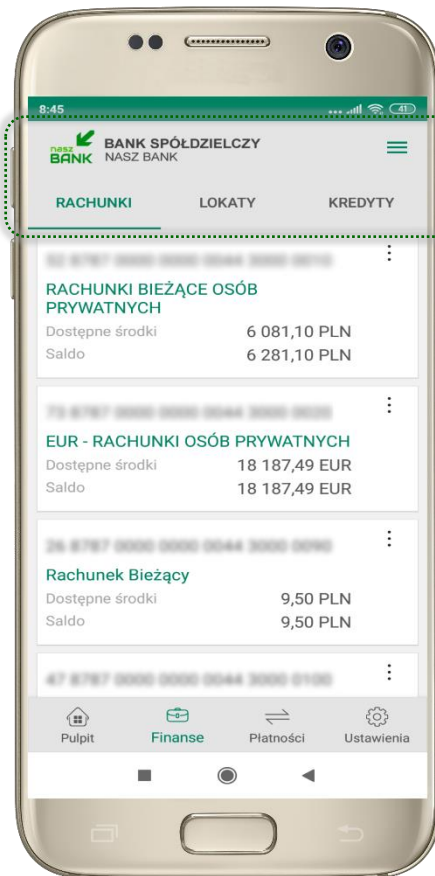 8:45
... 41
nasz
BANK
BANK SPÓŁDZIELCZY
NASZ BANK
RACHUNKI LOKATY KREDYTY
RACHUNKI BIEŻĄCE OSÓB
PRYWATNYCH
Dostępne środki 6 081,10 PLN
Saldo 6 281,10 PLN
EUR - RACHUNKI OSÓB PRYWATNYCH
Dostępne środki 18 187,49 EUR
Saldo 18 187,49 EUR
Rachunek Bieżący
Dostępne środki 9,50 PLN
Saldo 9,50 PLN
Pulpit Finanse Płatności Ustawienia